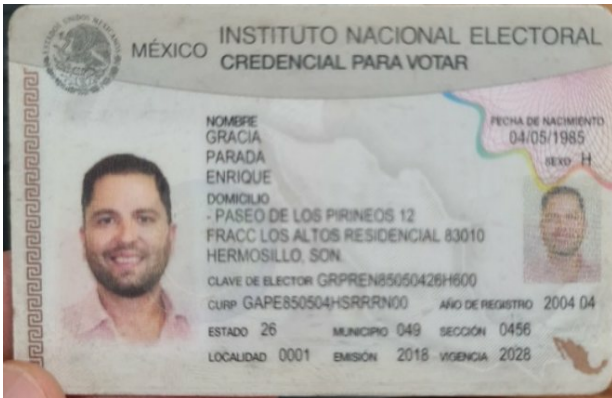 MÉXICO
INSTITUTO NACIONAL ELECTORAL
CREDENCIAL PARA VOTAR
NOMBRE
GRACIA
PARADA
ENRIQUE
FECHA DE NACIMIENTO
04/05/1985
SEXO H
DOMICILIO
- PASEO DE LOS PIRINEOS 12
FRACC LOS ALTOS RESIDENCIAL 83010
HERMOSILLO, SON.
CLAVE DE ELECTOR GRPREN85050426H600
CURP GAPE850504HSRRRN00 AÑO DE REGISTRO 2004 04
ESTADO 26 MUNICIPIO 049 SECCIÓN 0456
LOCALIDAD 0001 EMISIÓN 2018 VIGENCIA 2028